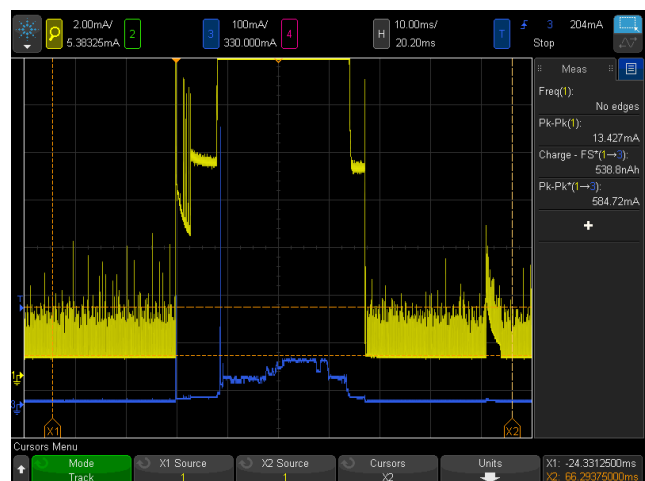 2.00mA/ 2 100mA/ 10.00ms/ 3 204mA
5.38325mA 3 330.000mA 4 H 20.20ms T Stop
Meas
Freq(1):
No edges
Pk-Pk(1):
13.427mA
Charge - FS*(1→3):
538.8nAh
Pk-Pk*(1→3):
584.72mA
T
1
3
X1 X2
Cursors Menu
Mode X1 Source X2 Source Cursors Units X1: -24.3312500ms
Track 1 1 X2 X2: 66.29375000ms